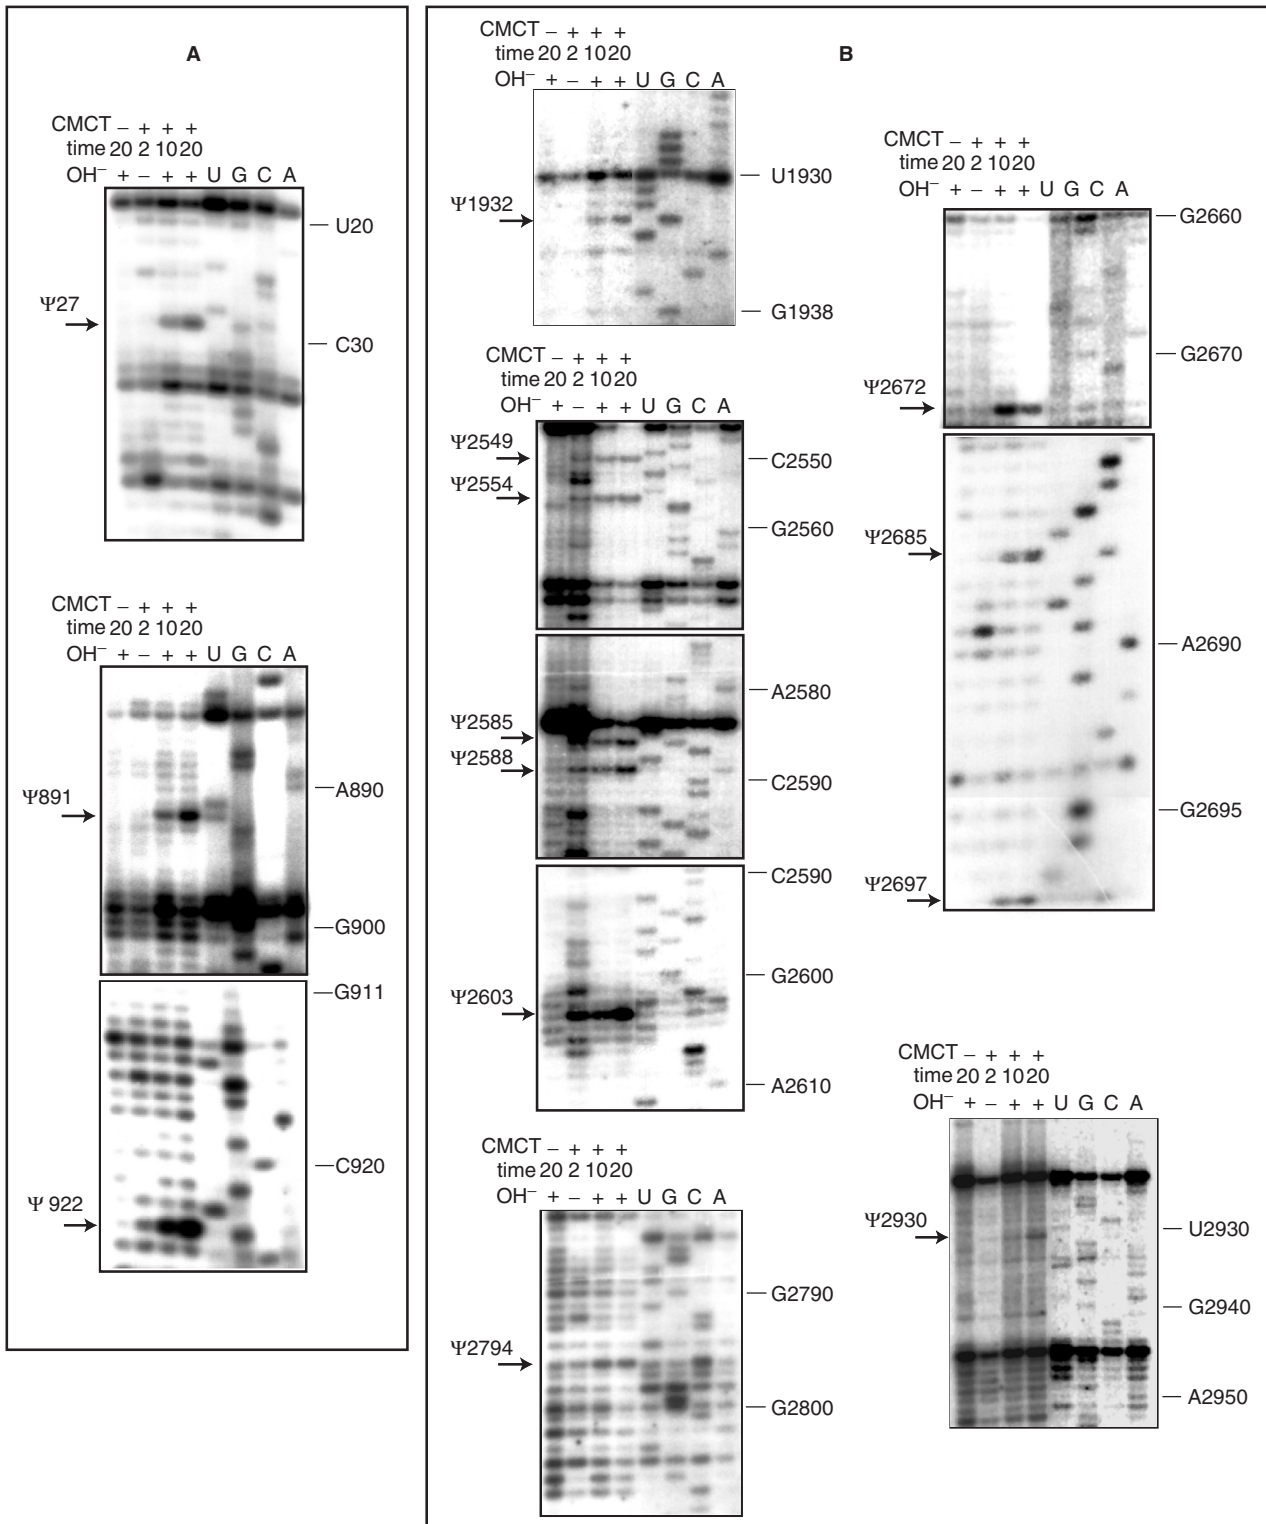 A
CMCT – + + +
time 20 2 10 20
OH– + – + + U G C A
U20
Ψ27
C30
CMCT – + + +
time 20 2 10 20
OH– + – + + U G C A
A890
Ψ891
G900
G911
C920
Ψ 922
B
CMCT – + + +
time 20 2 10 20
OH– + – + + U G C A
U1930
Ψ1932
G1938
CMCT – + + +
time 20 2 10 20
OH– + – + + U G C A
Ψ2549
C2550
Ψ2554
G2560
A2580
Ψ2585
Ψ2588
C2590
C2590
G2600
Ψ2603
A2610
CMCT – + + +
time 20 2 10 20
OH– + – + + U G C A
G2790
Ψ2794
G2800
CMCT – + + +
time 20 2 10 20
OH– + – + + U G C A
G2660
G2670
Ψ2672
Ψ2685
A2690
G2695
Ψ2697
CMCT – + + +
time 20 2 10 20
OH– + – + + U G C A
Ψ2930
U2930
G2940
A2950